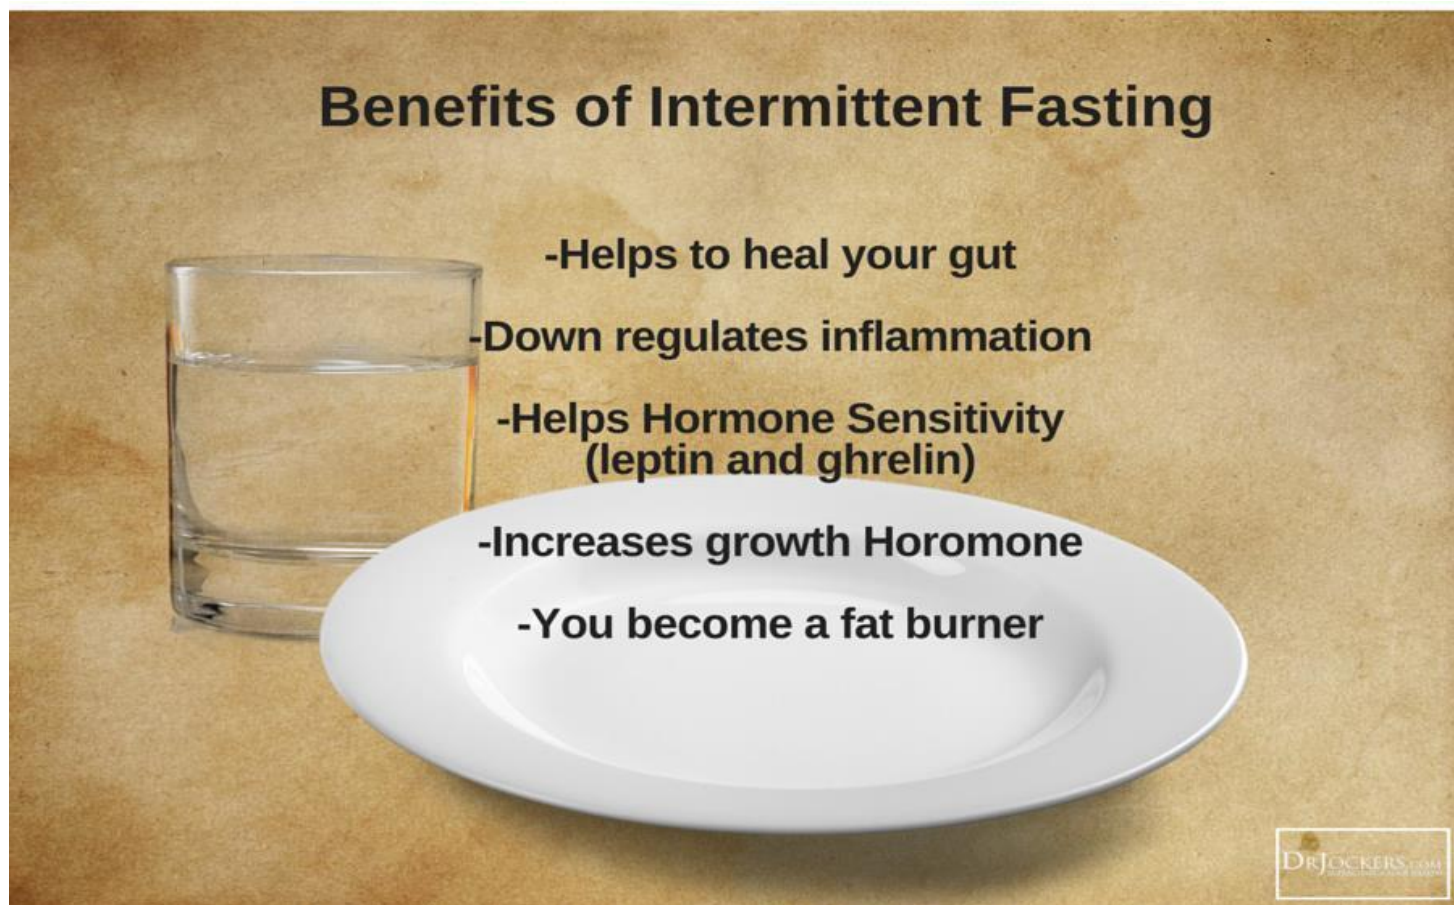 Benefits of Intermittent Fasting
-Helps to heal your gut
-Down regulates inflammation
-Helps Hormone Sensitivity
(leptin and ghrelin)
-Increases growth Horomone
-You become a fat burner
DRJOCKERS.COM